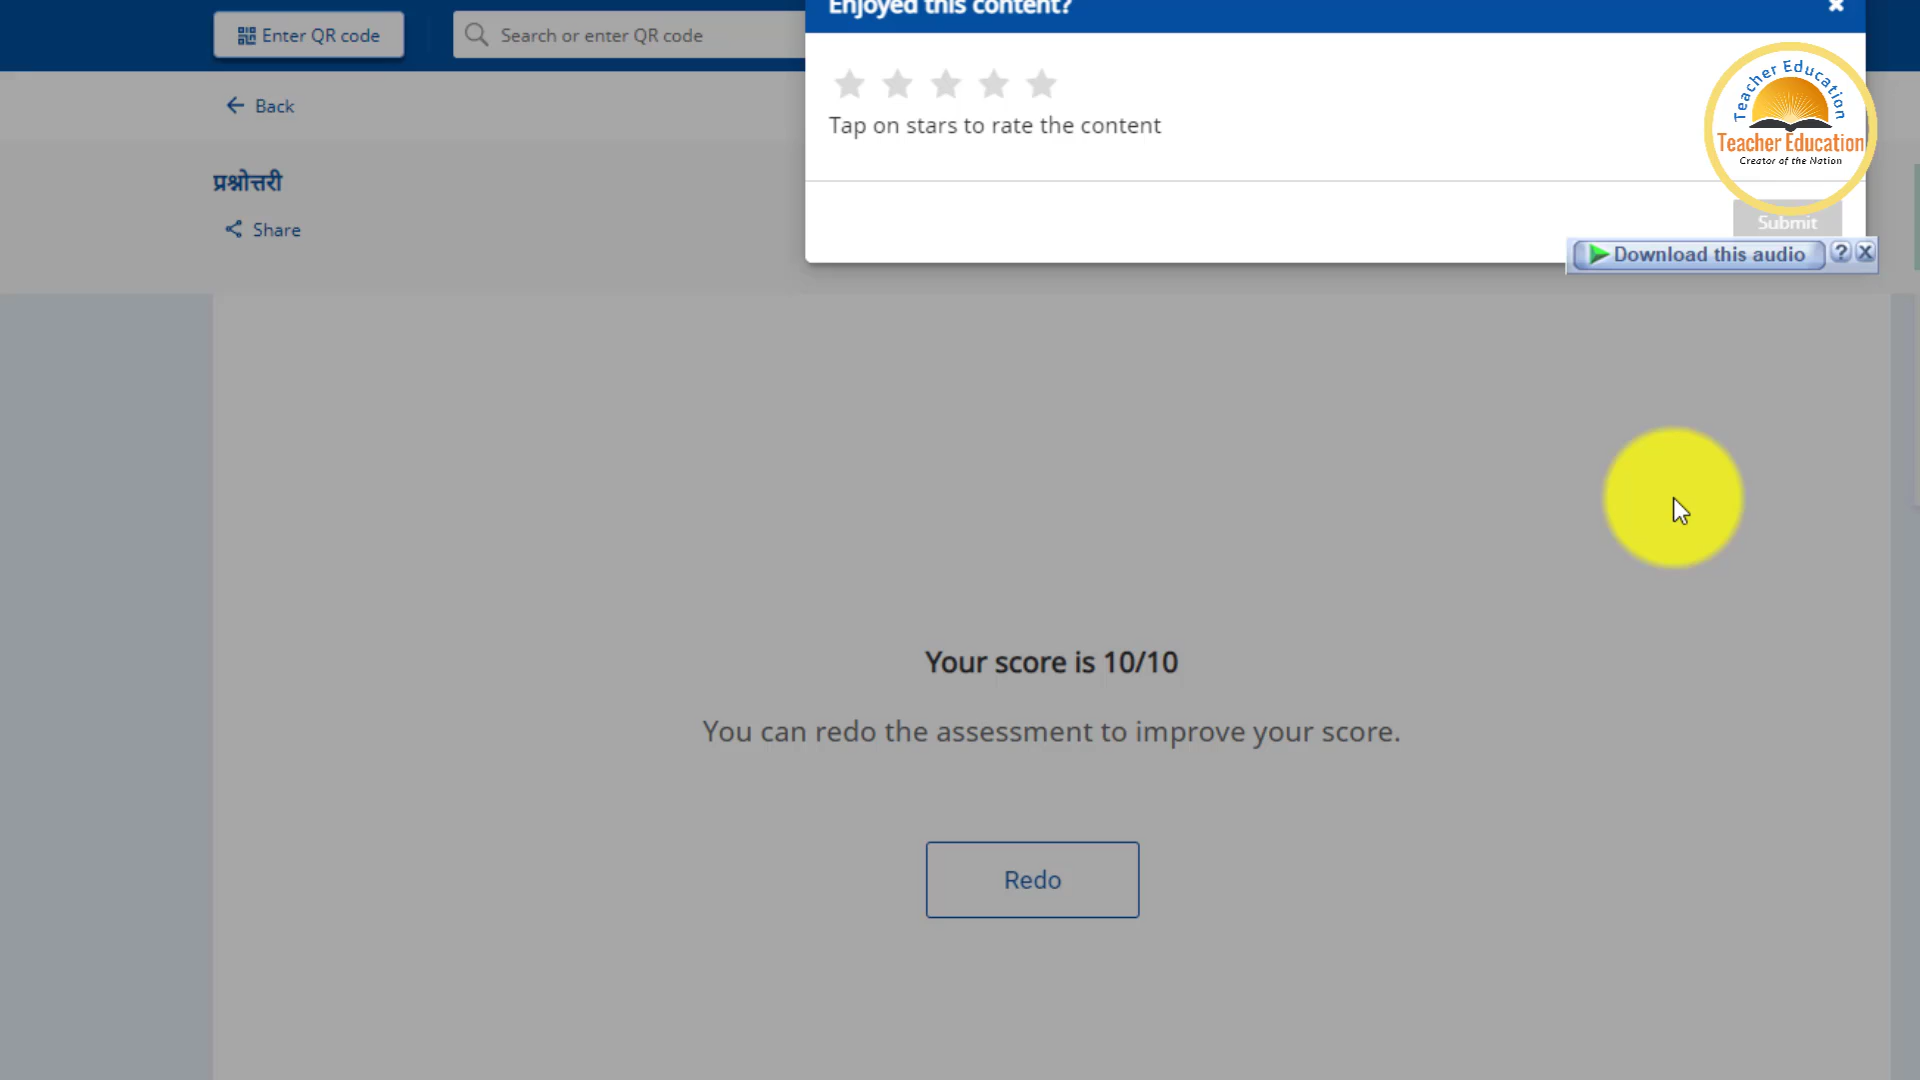 Enjoyed this content?
Enter QR code
Search or enter QR code
Back
Tap on stars to rate the content
Teacher Education
Teacher Education
Creator of the Nation
प्रश्नोत्तरी
Share
Submit
Download this audio
Your score is 10/10
You can redo the assessment to improve your score.
Redo